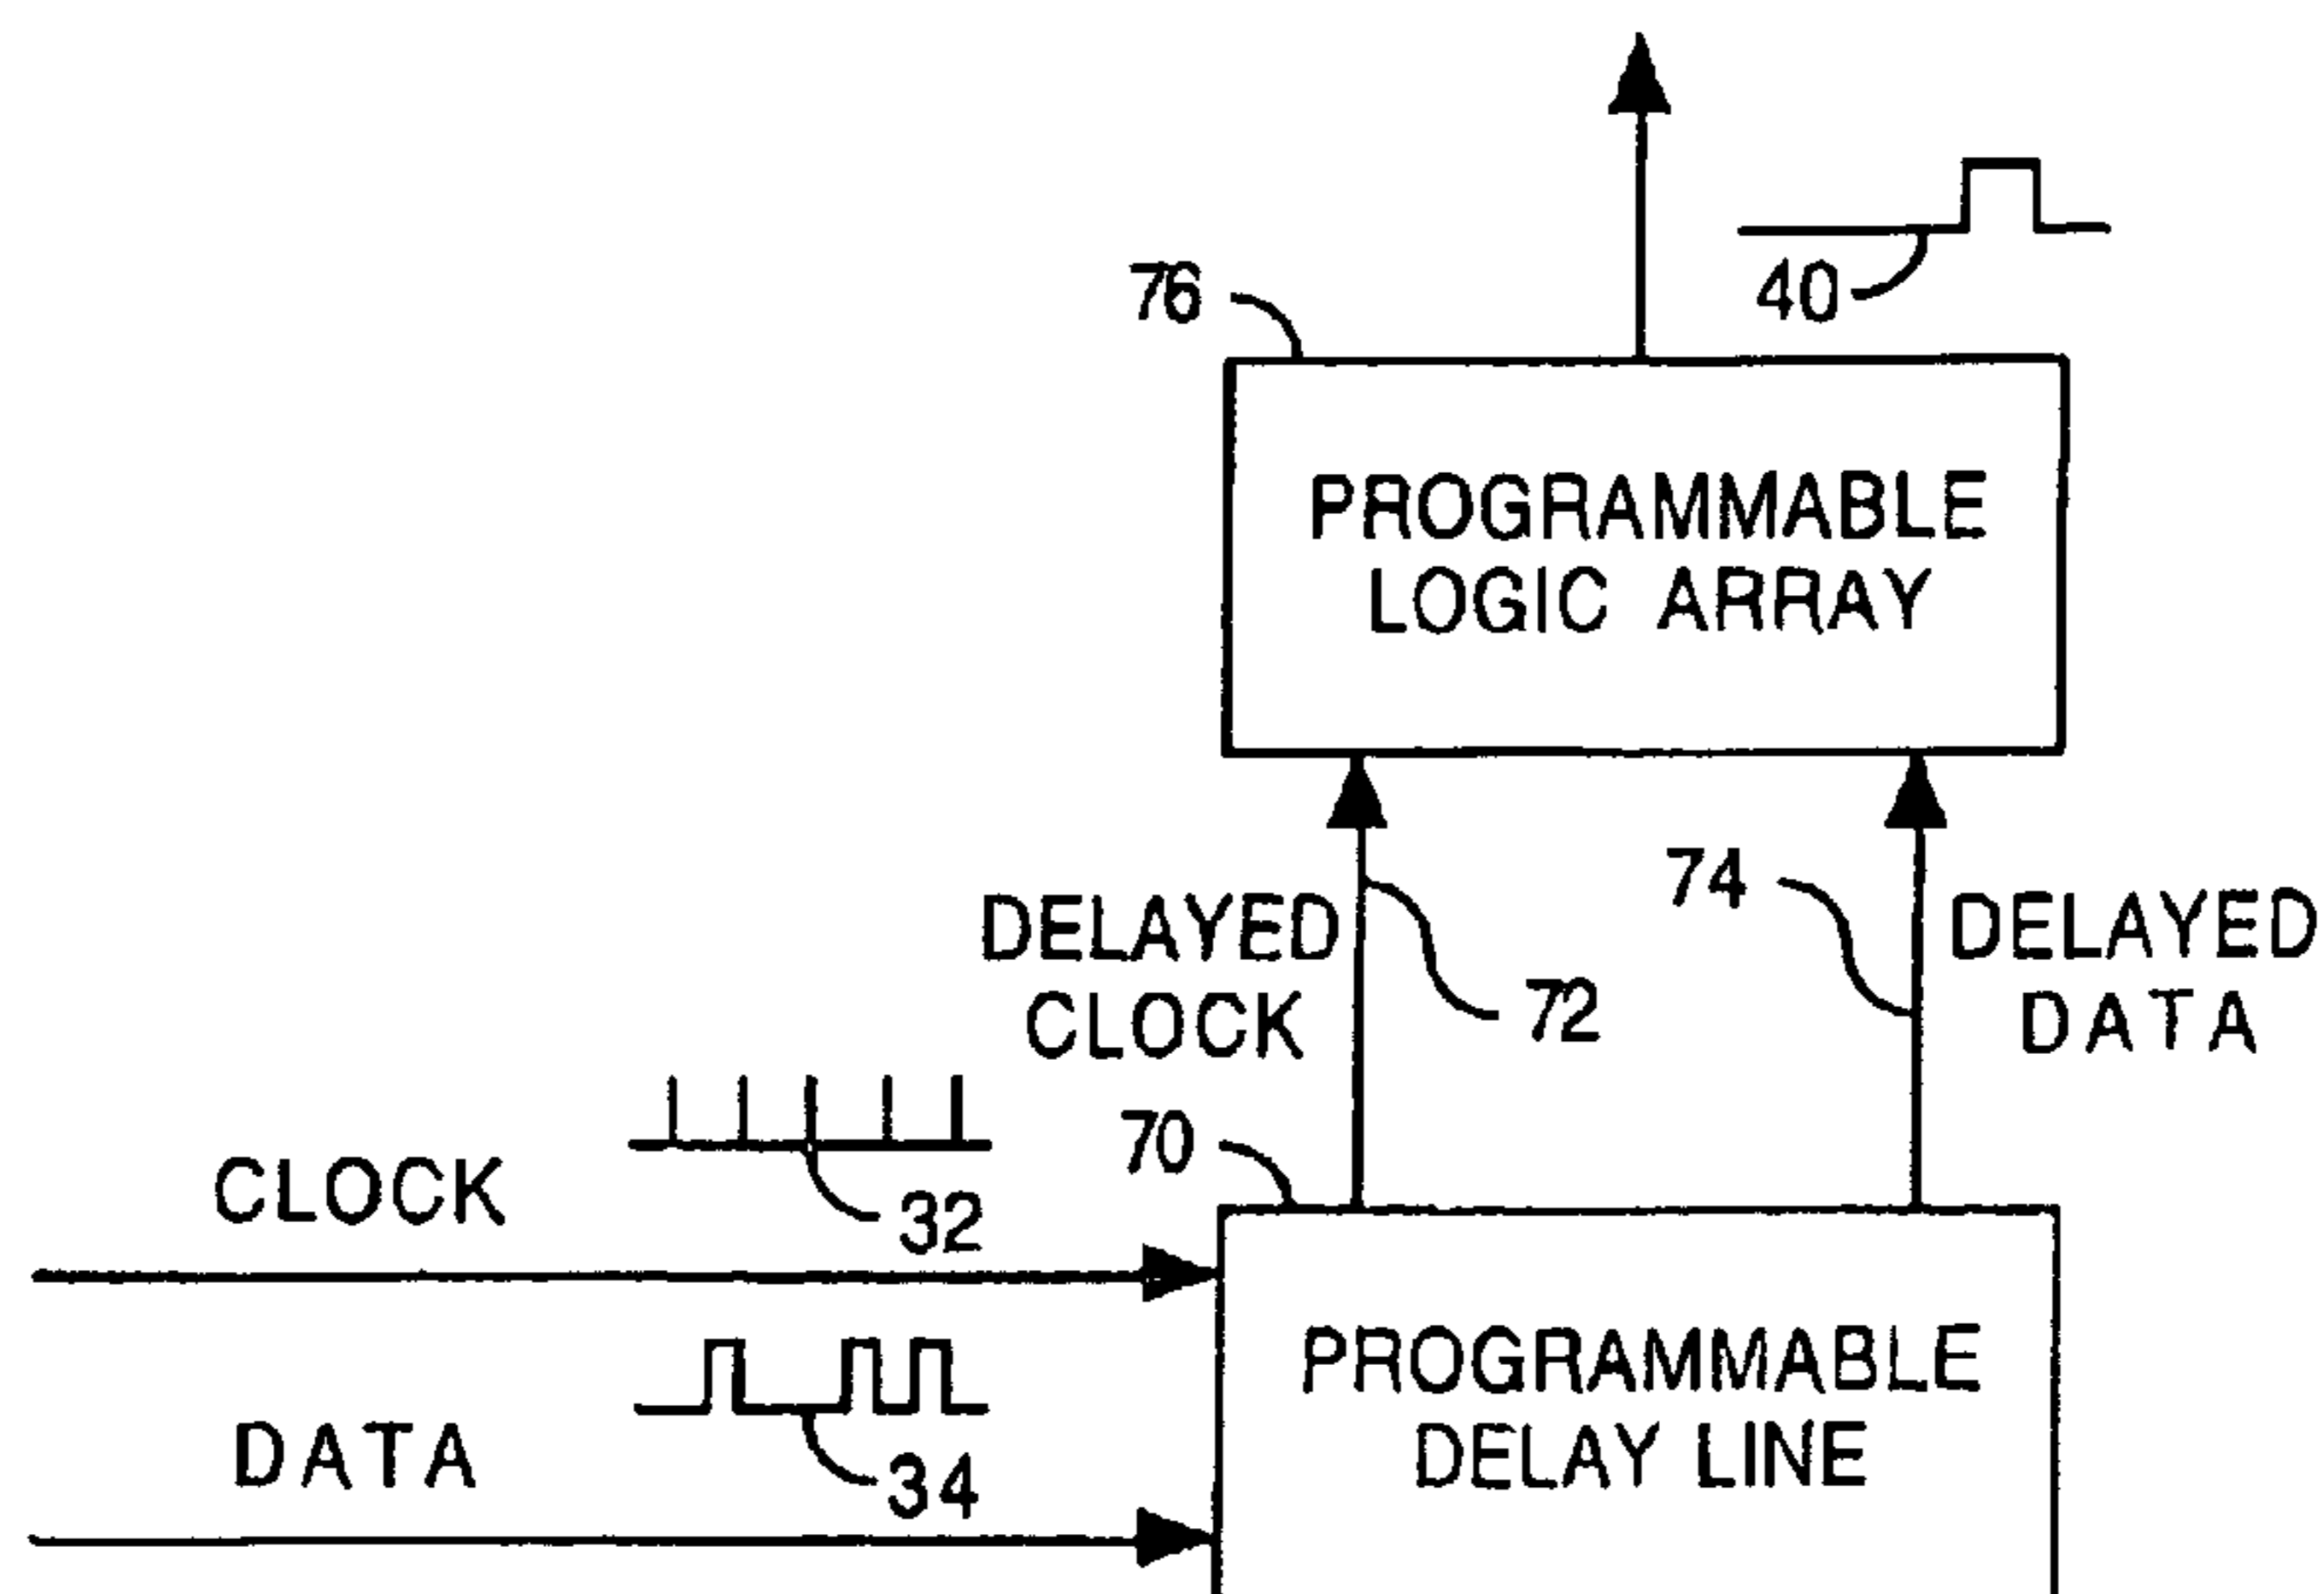 76
40
PROGRAMMABLE
LOGIC ARRAY
DELAYED
CLOCK
72
74
DELAYED
DATA
CLOCK
32
70
DATA
34
PROGRAMMABLE
DELAY LINE